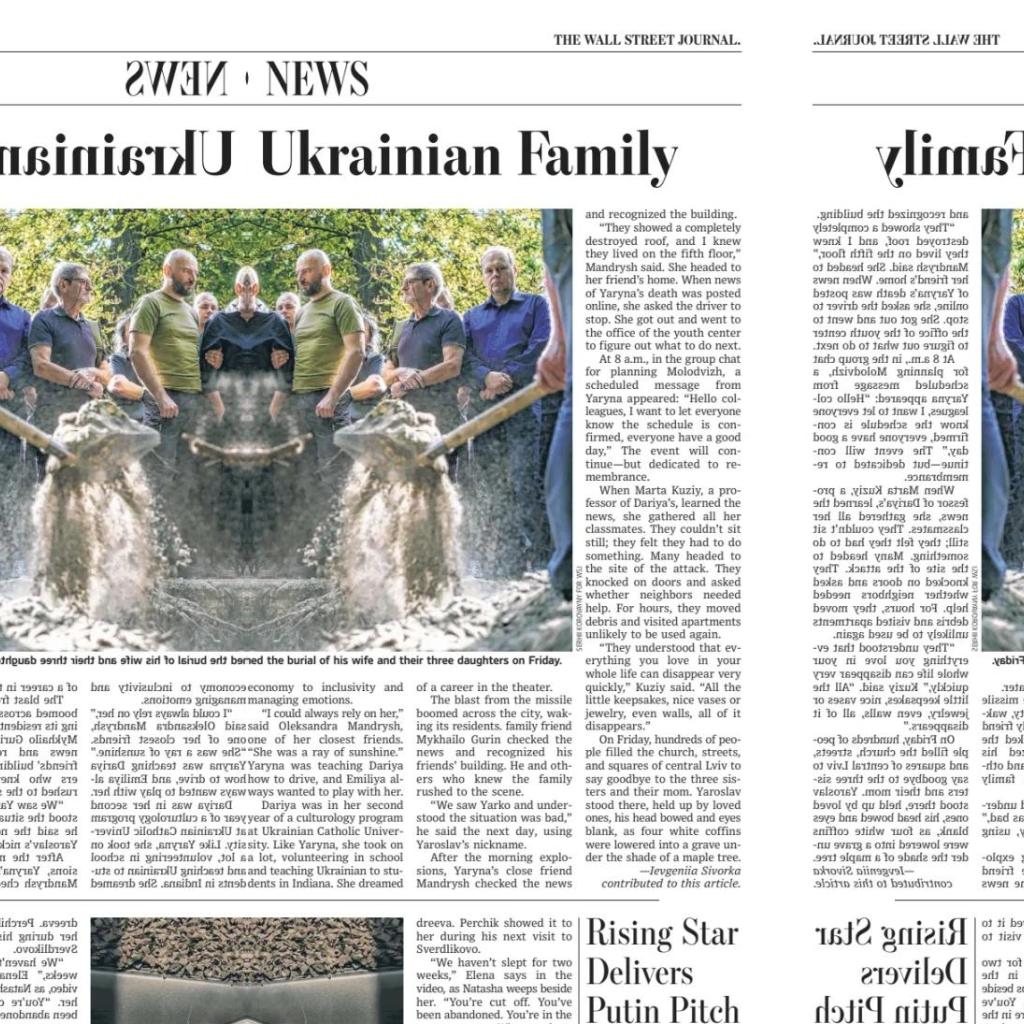 THE WALL STREET JOURNAL.
NEWS
Ukrainian Family
and recognized the building.
“They showed a completely
destroyed roof, and I knew
they lived on the fifth floor,”
Mandrysh said. She headed to
her friend's home. When news
of Yaryna's death was posted
online, she asked the driver to
stop. She got out and went to
the office of the youth center
to figure out what to do next.
At 8 a.m., in the group chat
for planning Molodvizh, a
scheduled message from
Yaryna appeared: “Hello col-
leagues, I want to let everyone
know the schedule is con-
firmed, everyone have a good
day,” The event will con-
tinue—but dedicated to re-
membrance.
When Marta Kuziy, a pro-
fessor of Dariya's, learned the
news, she gathered all her
classmates. They couldn't sit
still; they felt they had to do
something. Many headed to
the site of the attack. They
knocked on doors and asked
whether neighbors needed
help. For hours, they moved
debris and visited apartments
unlikely to be used again.
“They understood that ev-
erything you love in your
whole life can disappear very
quickly,” Kuziy said. “All the
little keepsakes, nice vases or
jewelry, even walls, all of it
disappears.”
On Friday, hundreds of peo-
ple filled the church, streets,
and squares of central Lviv to
say goodbye to the three sis-
ters and their mom. Yaroslav
stood there, held up by loved
ones, his head bowed and eyes
blank, as four white coffins
were lowered into a grave un-
der the shade of a maple tree.
—Ievgeniia Sivorka
contributed to this article.
SERHII KOROVAYNY FOR WSJ
the burial of his wife and their three daughters on Friday.
economy to inclusivity and
managing emotions.
“I could always rely on her,”
said Oleksandra Mandrysh,
one of her closest friends.
“She was a ray of sunshine.”
Yaryna was teaching Dariya
how to drive, and Emiliya al-
ways wanted to play with her.
Dariya was in her second
year of a culturology program
at Ukrainian Catholic Univer-
sity. Like Yaryna, she took on
a lot, volunteering in school
and teaching Ukrainian to stu-
dents in Indiana. She dreamed
of a career in the theater.
The blast from the missile
boomed across the city, wak-
ing its residents. family friend
Mykhailo Gurin checked the
news and recognized his
friends' building. He and oth-
ers who knew the family
rushed to the scene.
“We saw Yarko and under-
stood the situation was bad,”
he said the next day, using
Yaroslav's nickname.
After the morning explo-
sions, Yaryna's close friend
Mandrysh checked the news
dreeva. Perchik showed it to
her during his next visit to
Sverdlikovo.
“We haven't slept for two
weeks,” Elena says in the
video, as Natasha weeps beside
her. “You're cut off. You've
been abandoned. You're in the
Rising Star
Delivers
Putin Pitch